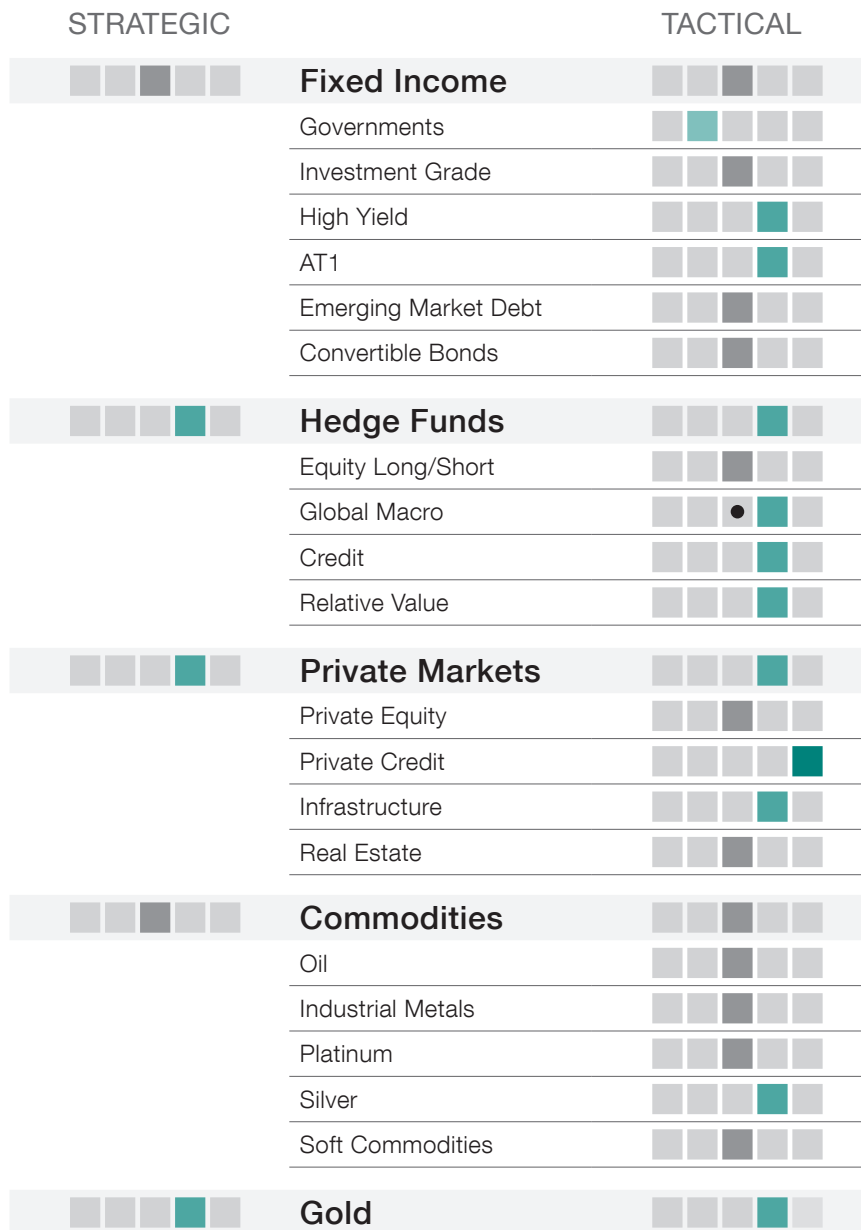 STRATEGIC TACTICAL
Fixed Income
Governments
Investment Grade
High Yield
AT1
Emerging Market Debt
Convertible Bonds
Hedge Funds
Equity Long/Short
Global Macro
Credit
Relative Value
Private Markets
Private Equity
Private Credit
Infrastructure
Real Estate
Commodities
Oil
Industrial Metals
Platinum
Silver
Soft Commodities
Gold